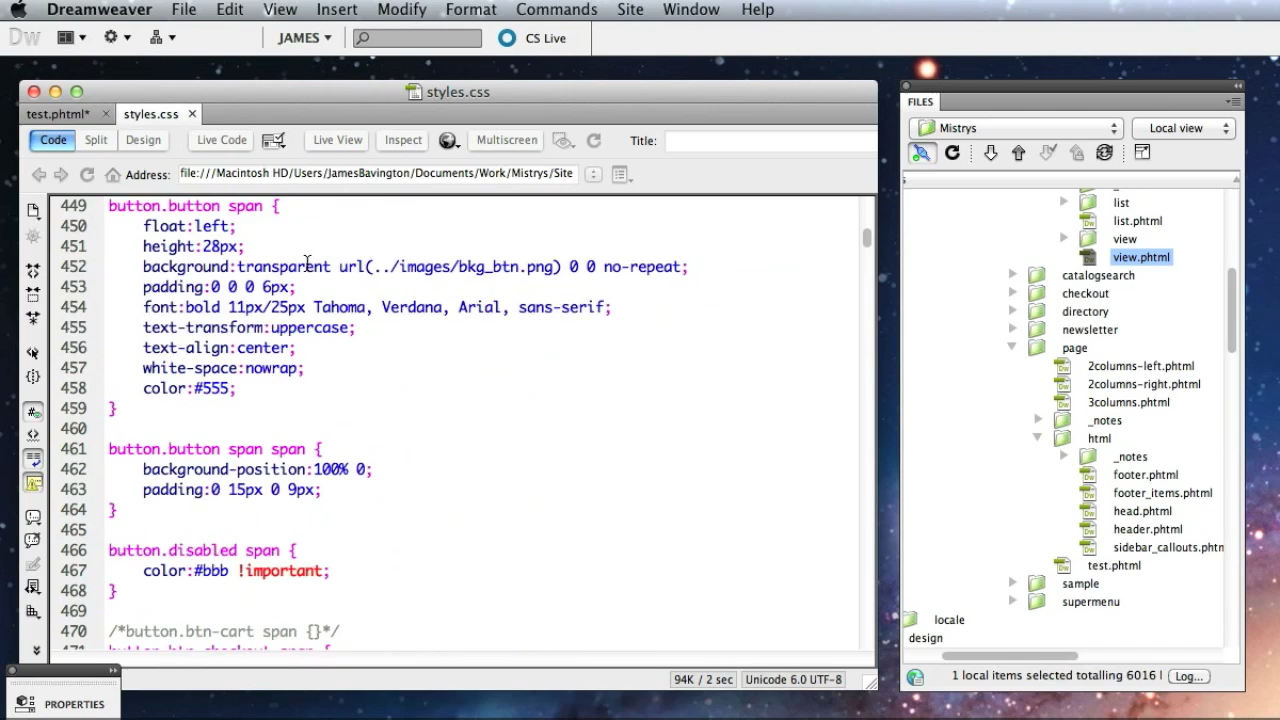 Dreamweaver File Edit View Insert Modify Format Commands Site Window Help
Dw JAMES CS Live
styles.css
test.phtml* styles.css
Code Split Design Live Code Live View Inspect Multiscreen Title:
Address: file:///Macintosh HD/Users/JamesBavington/Documents/Work/Mistrys/Site
449 button.button span {
450 float:left;
451 height:28px;
452 background:transparent url(../images/bkg_btn.png) 0 0 no-repeat;
453 padding:0 0 0 6px;
454 font:bold 11px/25px Tahoma, Verdana, Arial, sans-serif;
455 text-transform:uppercase;
456 text-align:center;
457 white-space:nowrap;
458 color:#555;
459 }
460
461 button.button span span {
462 background-position:100% 0;
463 padding:0 15px 0 9px;
464 }
465
466 button.disabled span {
467 color:#bbb !important;
468 }
469
470 /*button.btn-cart span {}*/
471 button.btn-checkout span {
94K / 2 sec Unicode 6.0 UTF-8
PROPERTIES
FILES
Mistrys Local view
list
list.phtml
view
view.phtml
catalogsearch
checkout
directory
newsletter
page
2columns-left.phtml
2columns-right.phtml
3columns.phtml
_notes
html
_notes
footer.phtml
footer_items.phtml
head.phtml
header.phtml
sidebar_callouts.phtm
test.phtml
sample
supermenu
locale
design
1 local items selected totalling 6016 Log...